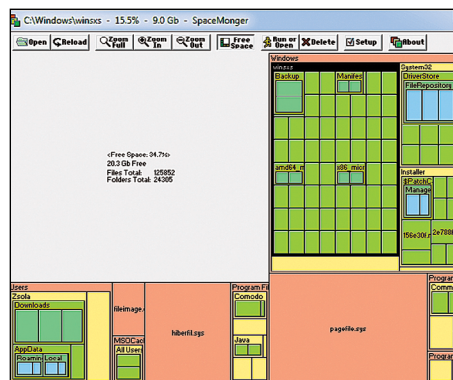 C:\Windows\winsxs - 15.5% - 9.0 Gb - SpaceMonger
Open Reload Zoom Full Zoom In Zoom Out Free Space Run or Open Delete Setup About
Windows
winsxs
System32
Backup
Manifes
DriverStore
FileRepository
<Free Space: 34.7%>
20.3 Gb Free
Files Total: 125852
Folders Total: 24305
amd64_m
x86_micr
Installer
$PatchC
Manage
156e30f.r
2e788
Users
Zsola
Downloads
fileimage.
hiberfil.sys
Program Fil
Comodo
pagefile.sys
Program
Comm
MSOCac
All User
Java
AppData
Roamin
Local
Program